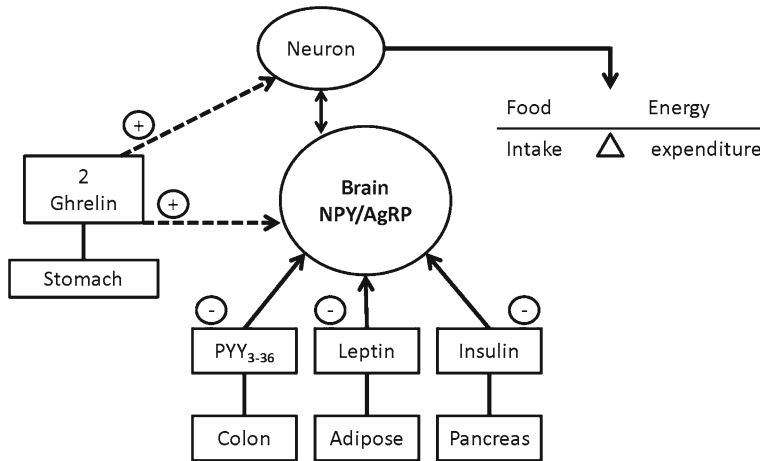 Neuron
Food Energy
Intake expenditure
+
2
Ghrelin
+
Stomach
Brain
NPY/AgRP
- - -
PYY3-36 Leptin Insulin
Colon Adipose Pancreas